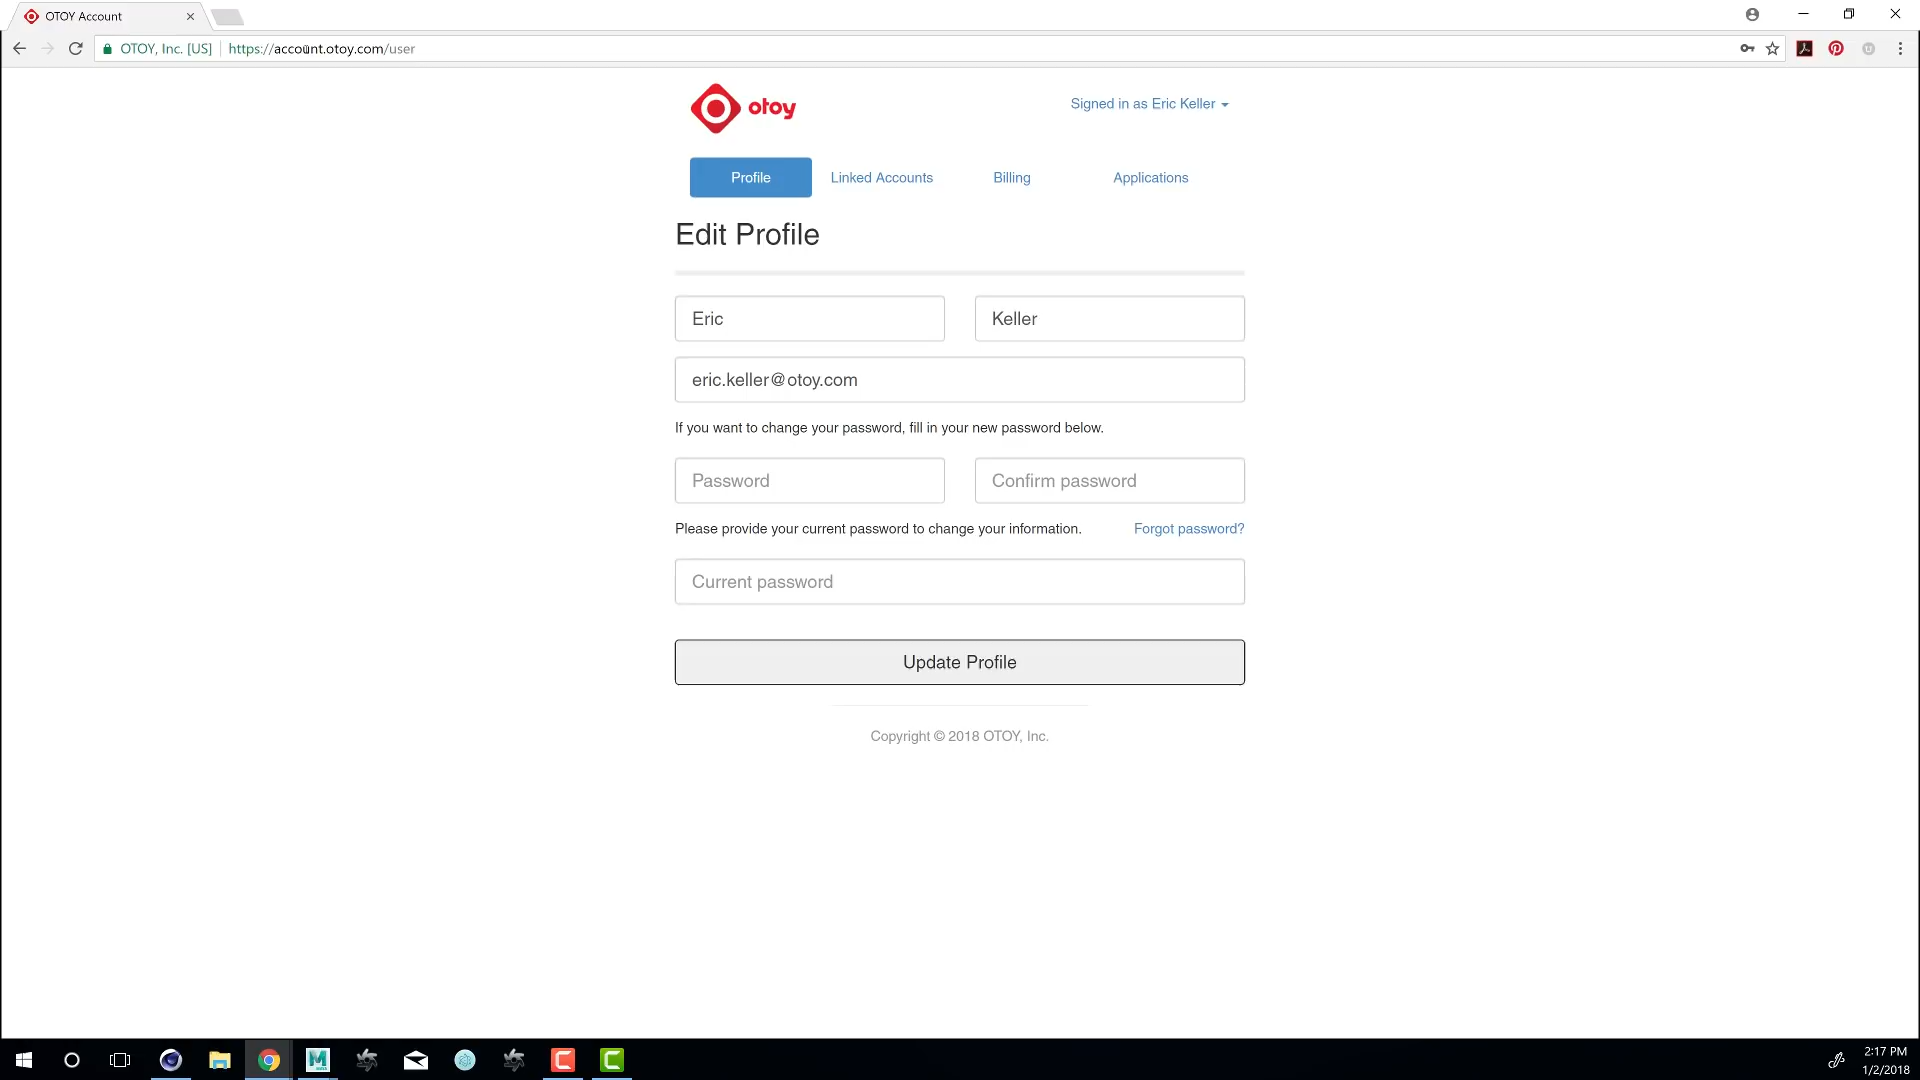 OTOY Account
OTOY, Inc. [US] https://account.otoy.com/user
otoy
Signed in as Eric Keller
Profile Linked Accounts Billing Applications
Edit Profile
Eric Keller
eric.keller@otoy.com
If you want to change your password, fill in your new password below.
Password Confirm password
Please provide your current password to change your information. Forgot password?
Current password
Update Profile
Copyright © 2018 OTOY, Inc.
2:17 PM
1/2/2018